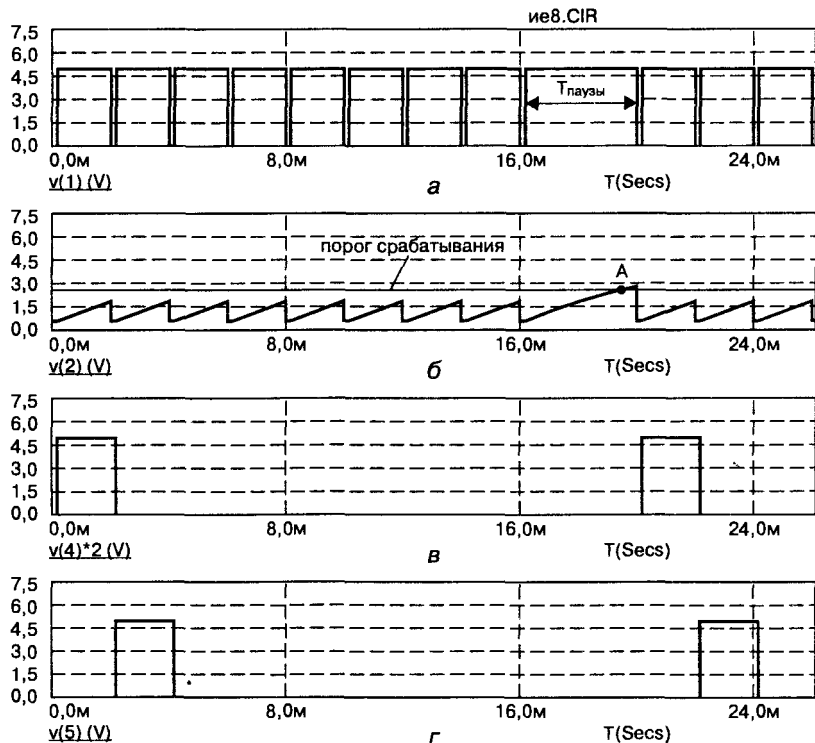 ие8.CIR
7,5
6,0
4,5
3,0
1,5
0,0
Tпаузы
0,0м 8,0м 16,0м 24,0м
v(1) (V) а T(Secs)
7,5
6,0
4,5
3,0
1,5
0,0
порог срабатывания
A
0,0м 8,0м 16,0м 24,0м
v(2) (V) б T(Secs)
7,5
6,0
4,5
3,0
1,5
0,0
0,0м 8,0м 16,0м 24,0м
v(4)*2 (V) в T(Secs)
7,5
6,0
4,5
3,0
1,5
0,0
0,0м 8,0м 16,0м 24,0м
v(5) (V) г T(Secs)